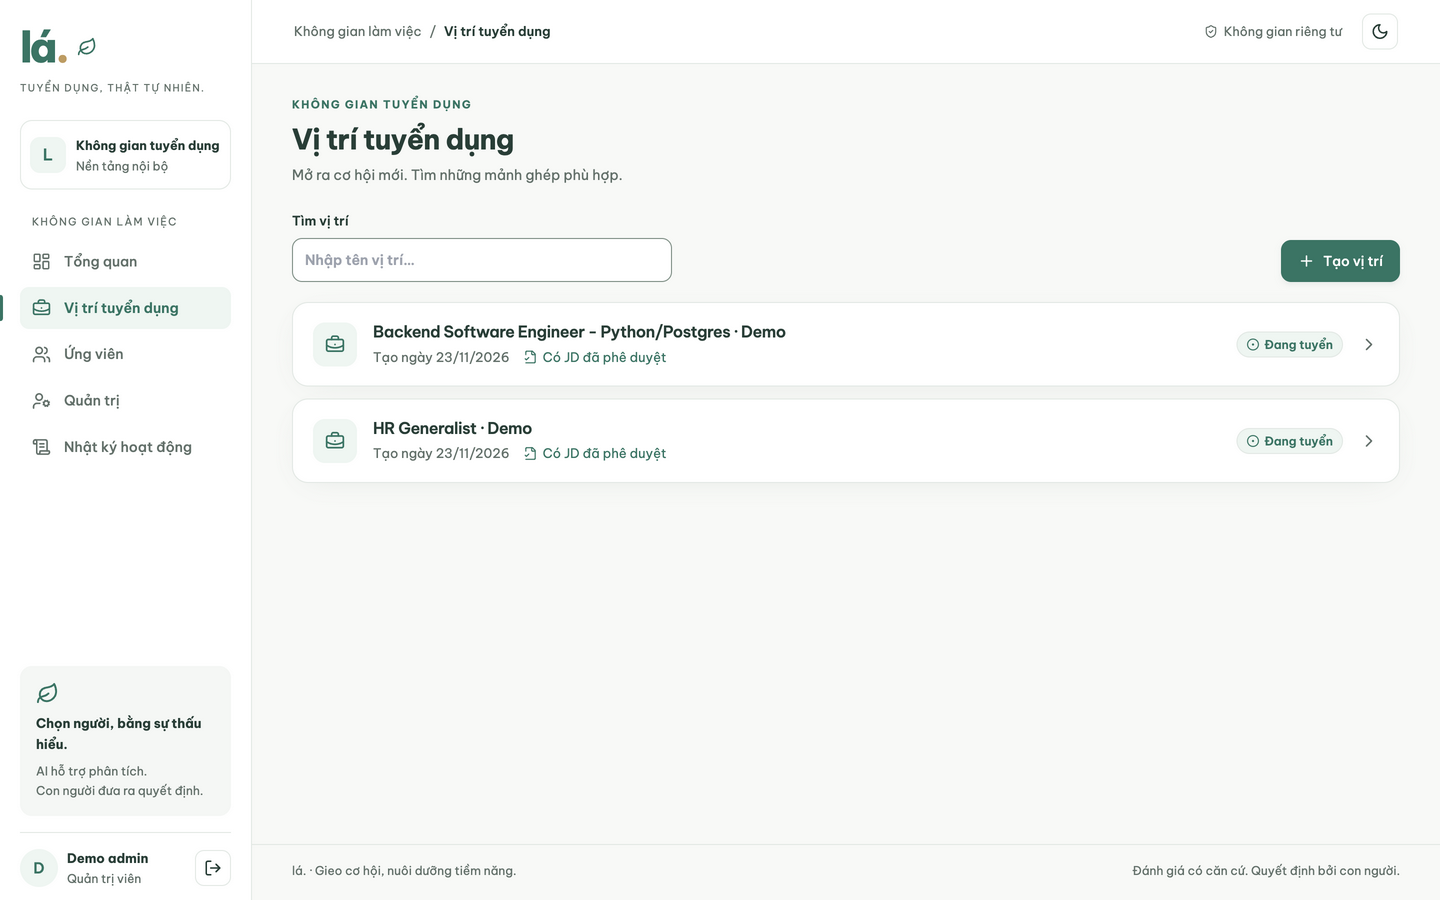 lá.
TUYỂN DỤNG, THẬT TỰ NHIÊN.
L
Không gian tuyển dụng
Nền tảng nội bộ
KHÔNG GIAN LÀM VIỆC
Tổng quan
Vị trí tuyển dụng
Ứng viên
Quản trị
Nhật ký hoạt động
Chọn người, bằng sự thấu
hiểu.
AI hỗ trợ phân tích.
Con người đưa ra quyết định.
D
Demo admin
Quản trị viên
Không gian làm việc / Vị trí tuyển dụng
Không gian riêng tư
KHÔNG GIAN TUYỂN DỤNG
Vị trí tuyển dụng
Mở ra cơ hội mới. Tìm những mảnh ghép phù hợp.
Tìm vị trí
Nhập tên vị trí...
Tạo vị trí
Backend Software Engineer - Python/Postgres · Demo
Tạo ngày 23/11/2026 Có JD đã phê duyệt
Đang tuyển
HR Generalist · Demo
Tạo ngày 23/11/2026 Có JD đã phê duyệt
Đang tuyển
lá. · Gieo cơ hội, nuôi dưỡng tiềm năng.
Đánh giá có căn cứ. Quyết định bởi con người.